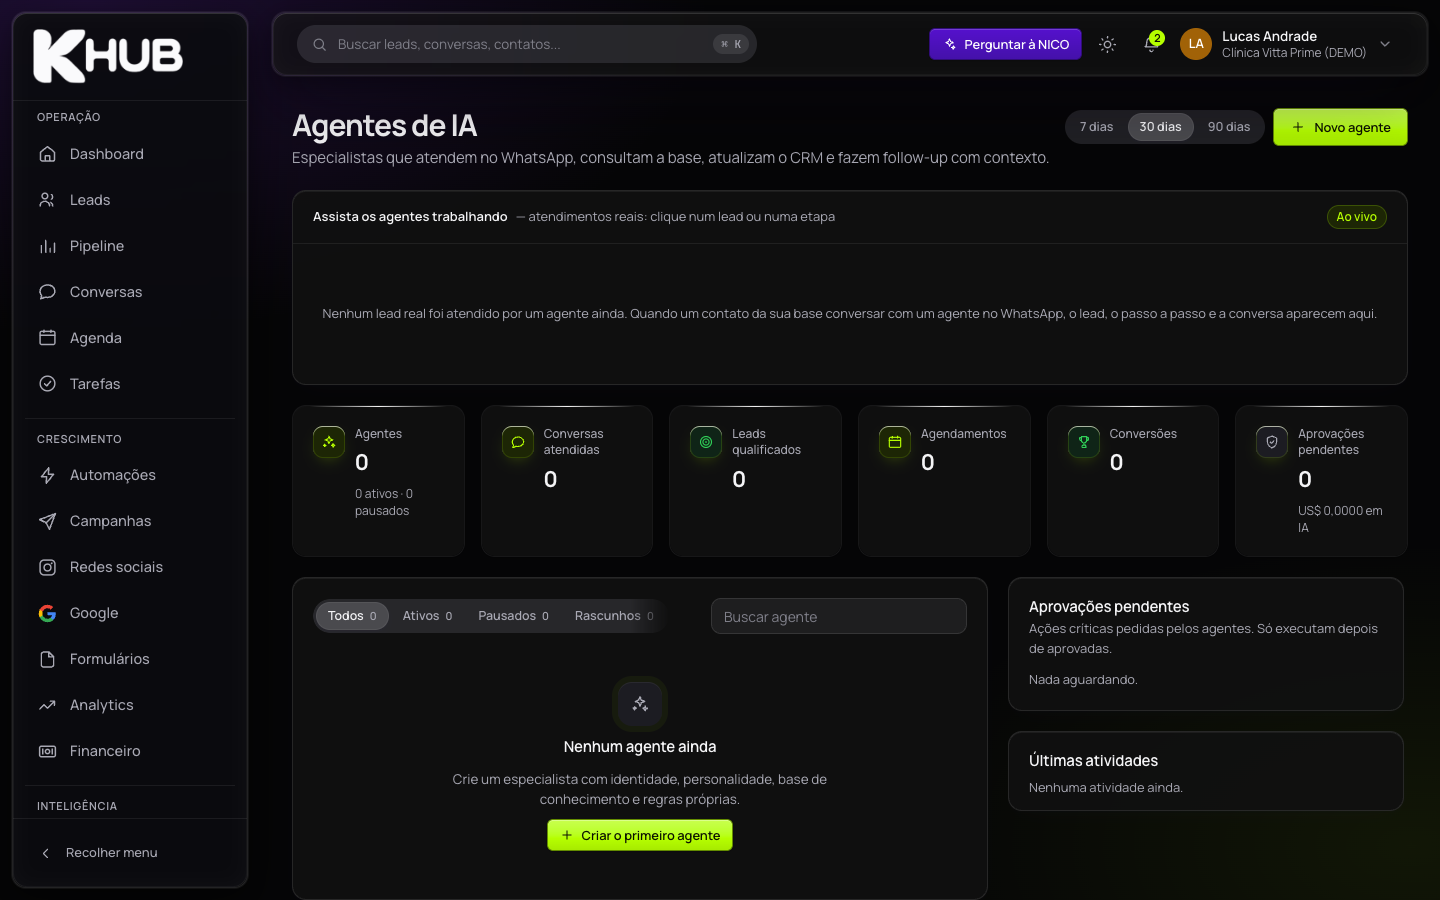 KHUB
OPERAÇÃO
Dashboard
Leads
Pipeline
Conversas
Agenda
Tarefas
CRESCIMENTO
Automações
Campanhas
Redes sociais
Google
Formulários
Analytics
Financeiro
INTELIGÊNCIA
Recolher menu
Buscar leads, conversas, contatos...
⌘ K
Perguntar à NICO
2
LA
Lucas Andrade
Clínica Vitta Prime (DEMO)
Agentes de IA
Especialistas que atendem no WhatsApp, consultam a base, atualizam o CRM e fazem follow-up com contexto.
7 dias
30 dias
90 dias
Novo agente
Assista os agentes trabalhando — atendimentos reais: clique num lead ou numa etapa
Ao vivo
Nenhum lead real foi atendido por um agente ainda. Quando um contato da sua base conversar com um agente no WhatsApp, o lead, o passo a passo e a conversa aparecem aqui.
Agentes
0
0 ativos · 0
pausados
Conversas
atendidas
0
Leads
qualificados
0
Agendamentos
0
Conversões
0
Aprovações
pendentes
0
US$ 0,0000 em
IA
Todos 0
Ativos 0
Pausados 0
Rascunhos 0
Buscar agente
Nenhum agente ainda
Crie um especialista com identidade, personalidade, base de
conhecimento e regras próprias.
Criar o primeiro agente
Aprovações pendentes
Ações críticas pedidas pelos agentes. Só executam depois
de aprovadas.
Nada aguardando.
Últimas atividades
Nenhuma atividade ainda.